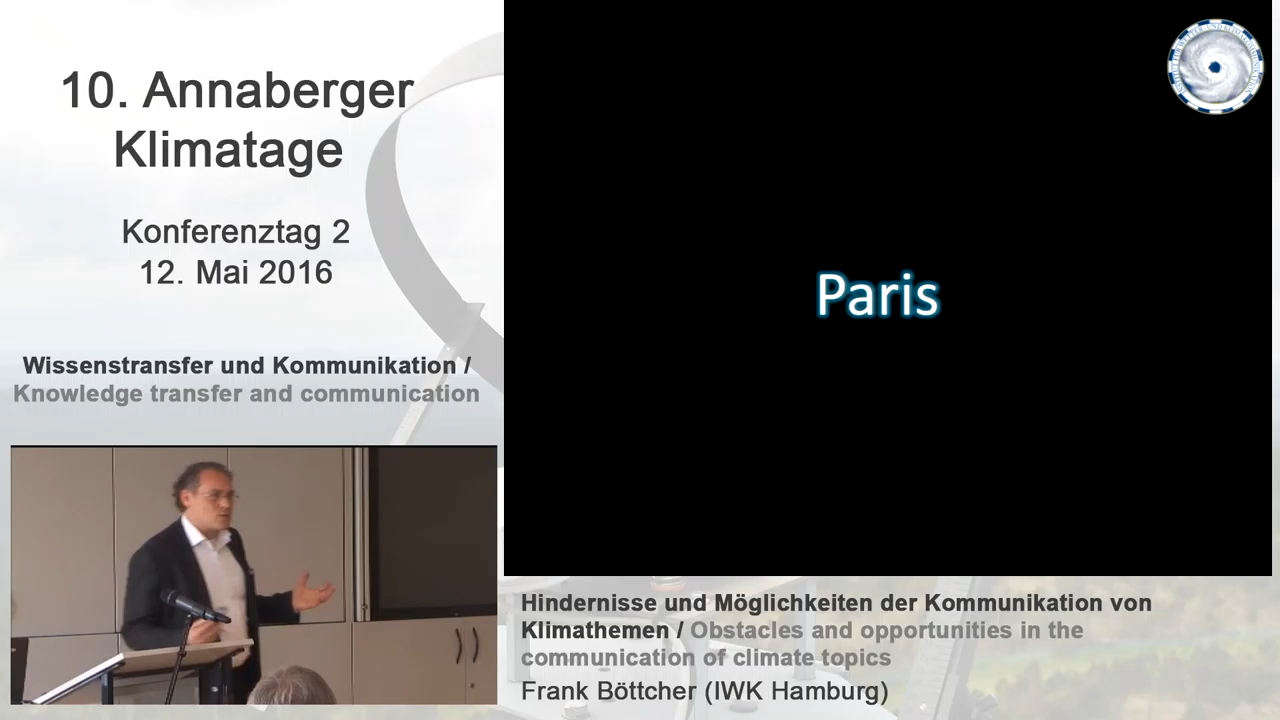 10. Annaberger
Klimatage
Konferenztag 2
12. Mai 2016
Wissenstransfer und Kommunikation /
Knowledge transfer and communication
Paris
Hindernisse und Möglichkeiten der Kommunikation von
Klimathemen / Obstacles and opportunities in the
communication of climate topics
Frank Böttcher (IWK Hamburg)